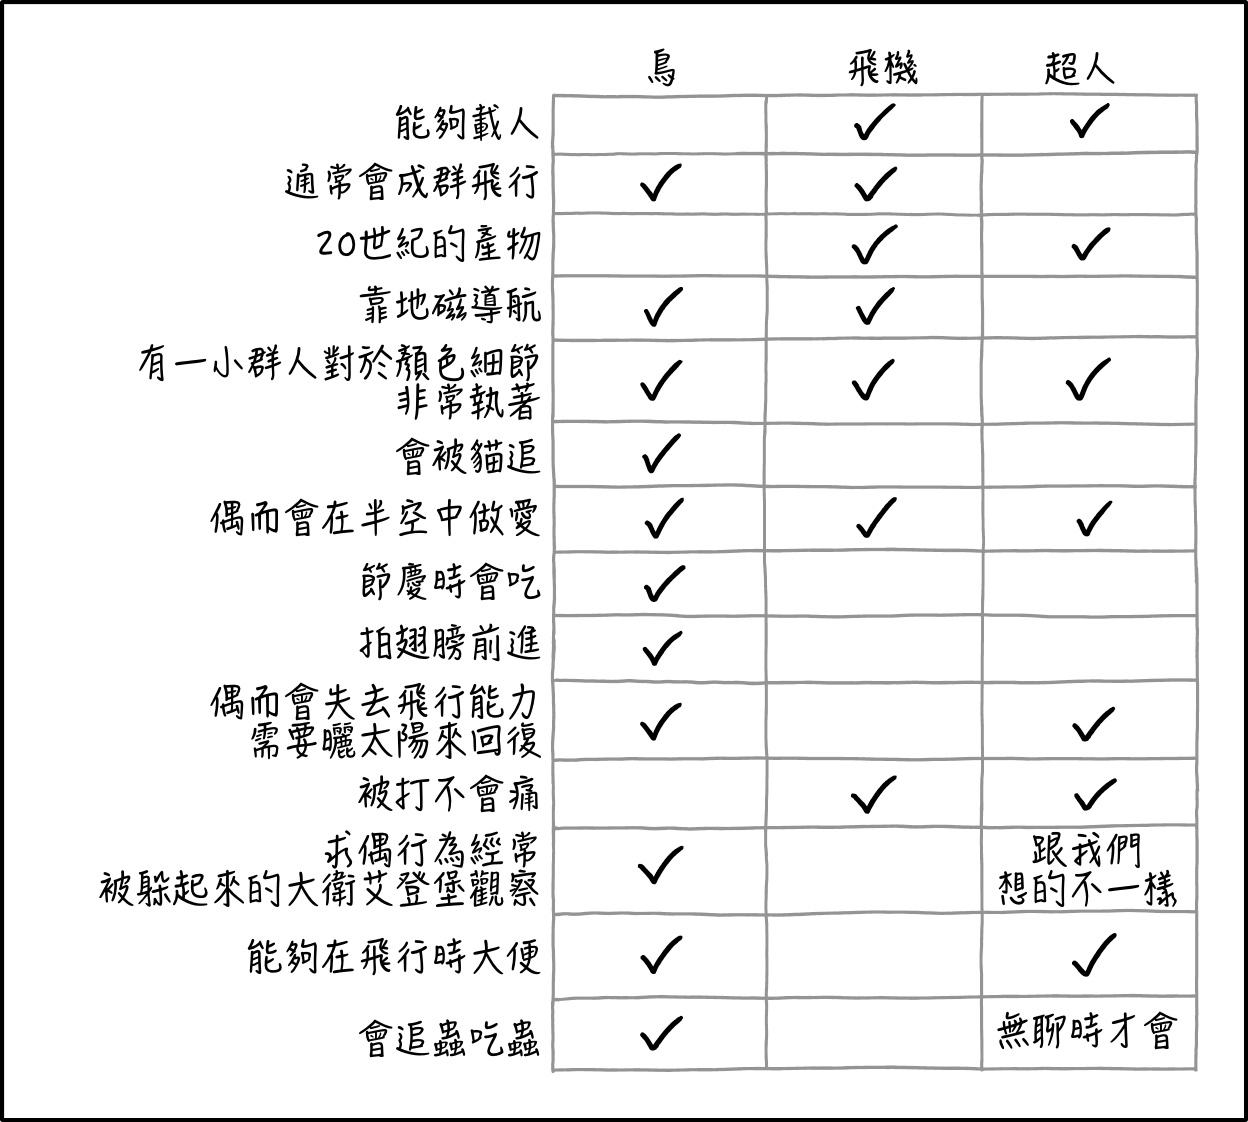 鳥 飛機 超人
能夠載人 ✓ ✓
通常會成群飛行 ✓ ✓
20世紀的產物 ✓ ✓
靠地磁導航 ✓ ✓
有一小群人對於顏色細節
非常執著 ✓ ✓ ✓
會被貓追 ✓
偶而會在半空中做愛 ✓ ✓ ✓
節慶時會吃 ✓
拍翅膀前進 ✓
偶而會失去飛行能力
需要曬太陽來回復 ✓ ✓
被打不會痛 ✓ ✓
求偶行為經常
被躲起來的大衛艾登堡觀察 ✓
跟我們
想的不一樣
能夠在飛行時大便 ✓ ✓
會追蟲吃蟲 ✓ 無聊時才會